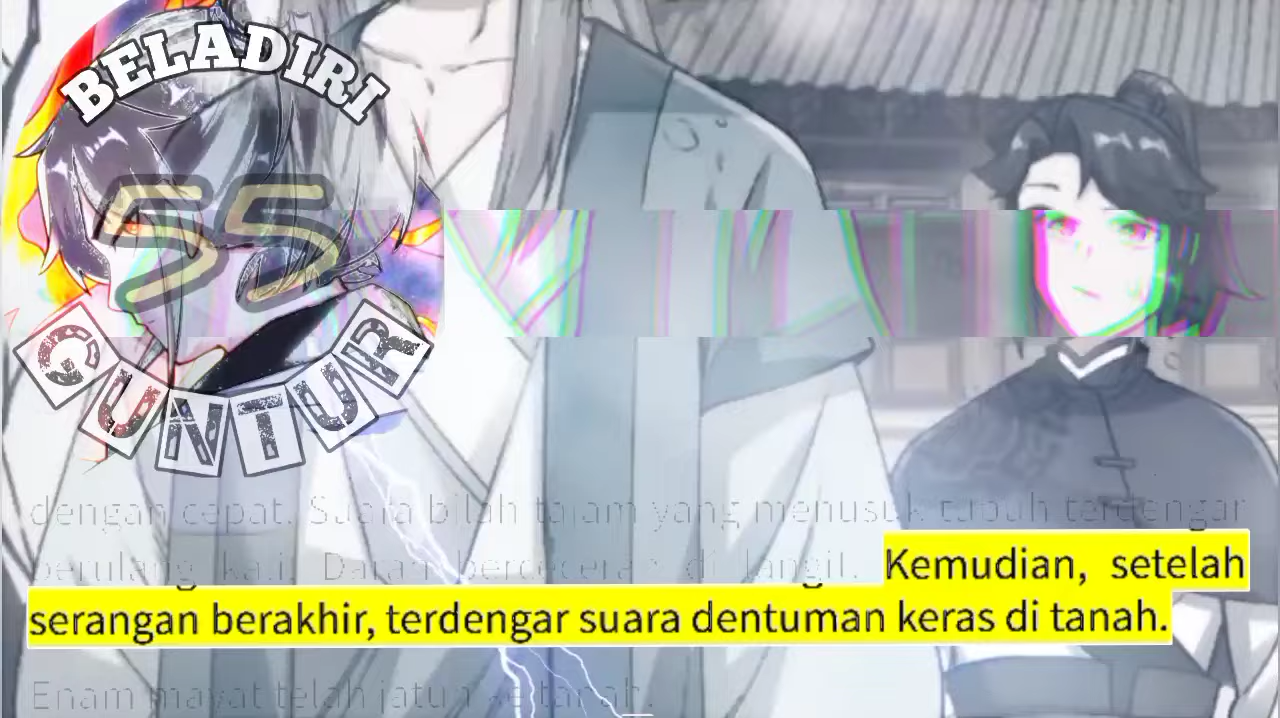 BELADIRI
55
GUNTUR
dengan cepat. Suara bilah tajam yang menusuk tubuh terdengar
berulang kali. Darah berceceran di langit. Kemudian, setelah
serangan berakhir, terdengar suara dentuman keras di tanah.
Enam mayat telah jatuh ke tanah.